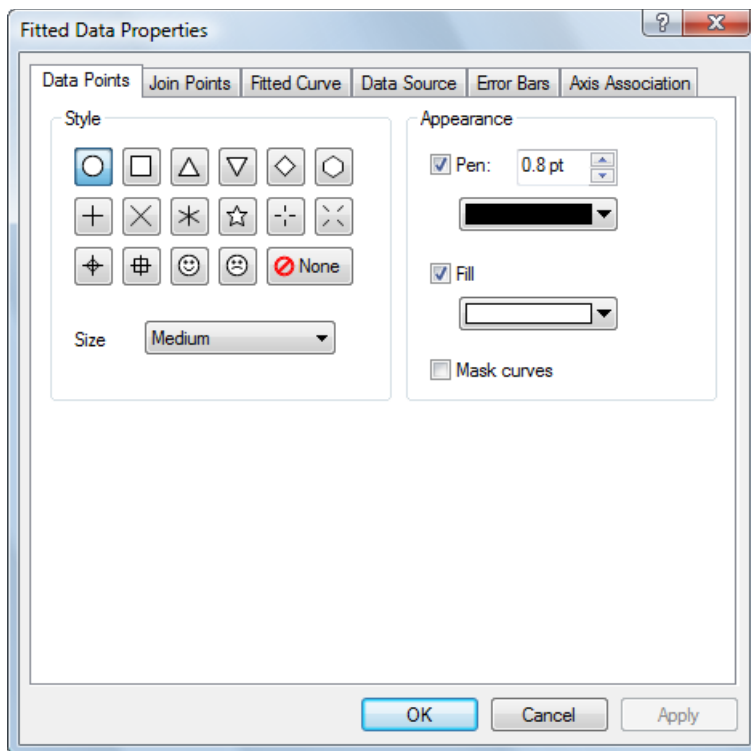 Fitted Data Properties
Data Points Join Points Fitted Curve Data Source Error Bars Axis Association
Style
None
Size Medium
Appearance
Pen: 0.8 pt
Fill
Mask curves
OK Cancel Apply